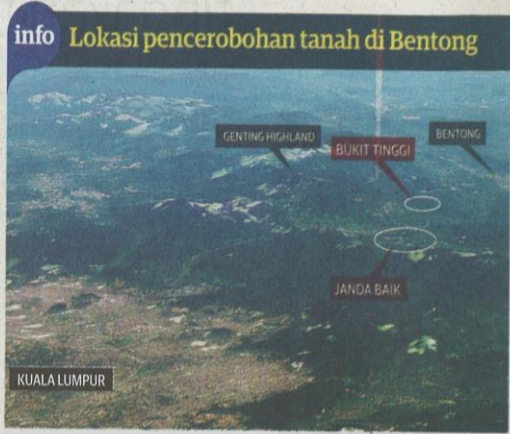 info Lokasi pencerobohan tanah di Bentong
GENTING HIGHLAND
BUKIT TINGGI
BENTONG
JANDA BAIK
KUALA LUMPUR